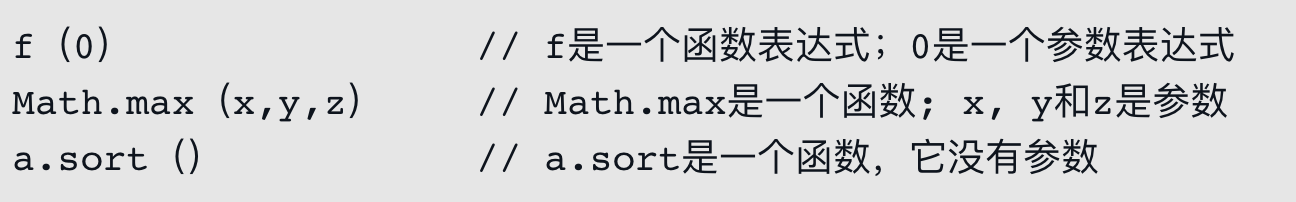 f（0）                // f是一个函数表达式；0是一个参数表达式
Math.max（x,y,z）     // Math.max是一个函数；x, y和z是参数
a.sort（）            // a.sort是一个函数，它没有参数